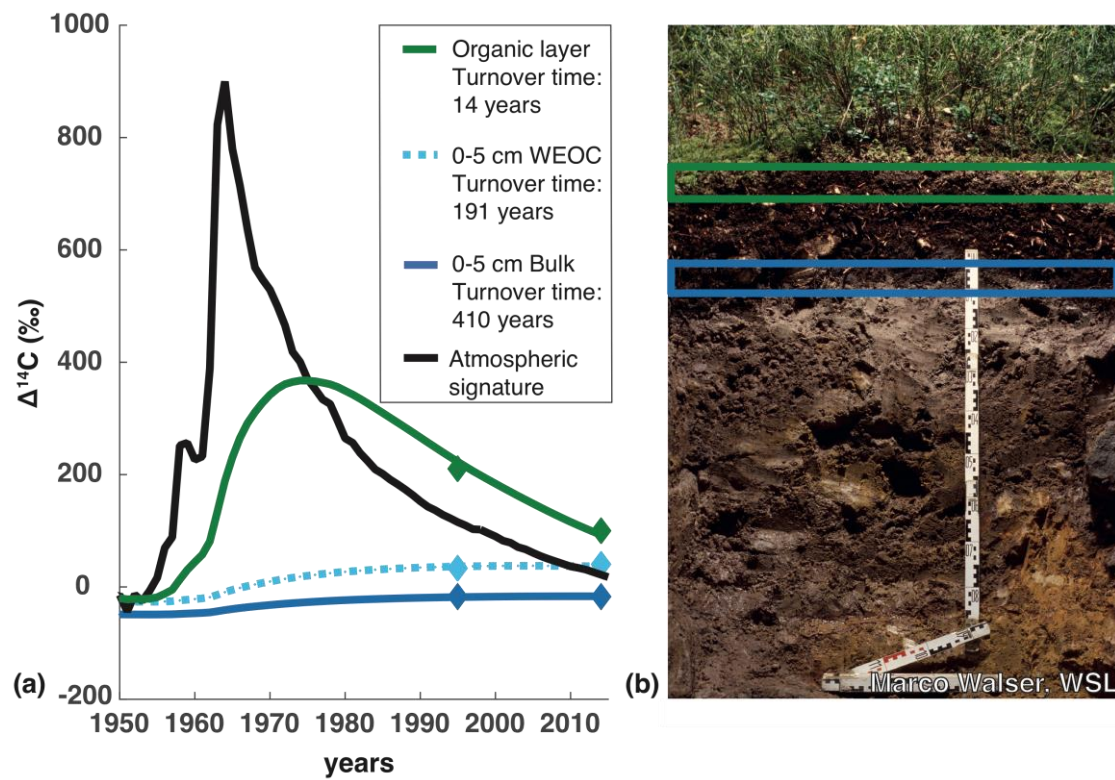 1000
800
600
400
200
0
-200
Δ¹⁴C (‰)
1950 1960 1970 1980 1990 2000 2010
years
(a)
Organic layer
Turnover time:
14 years
0-5 cm WEOC
Turnover time:
191 years
0-5 cm Bulk
Turnover time:
410 years
Atmospheric
signature
(b)
Marco Walser. WSL